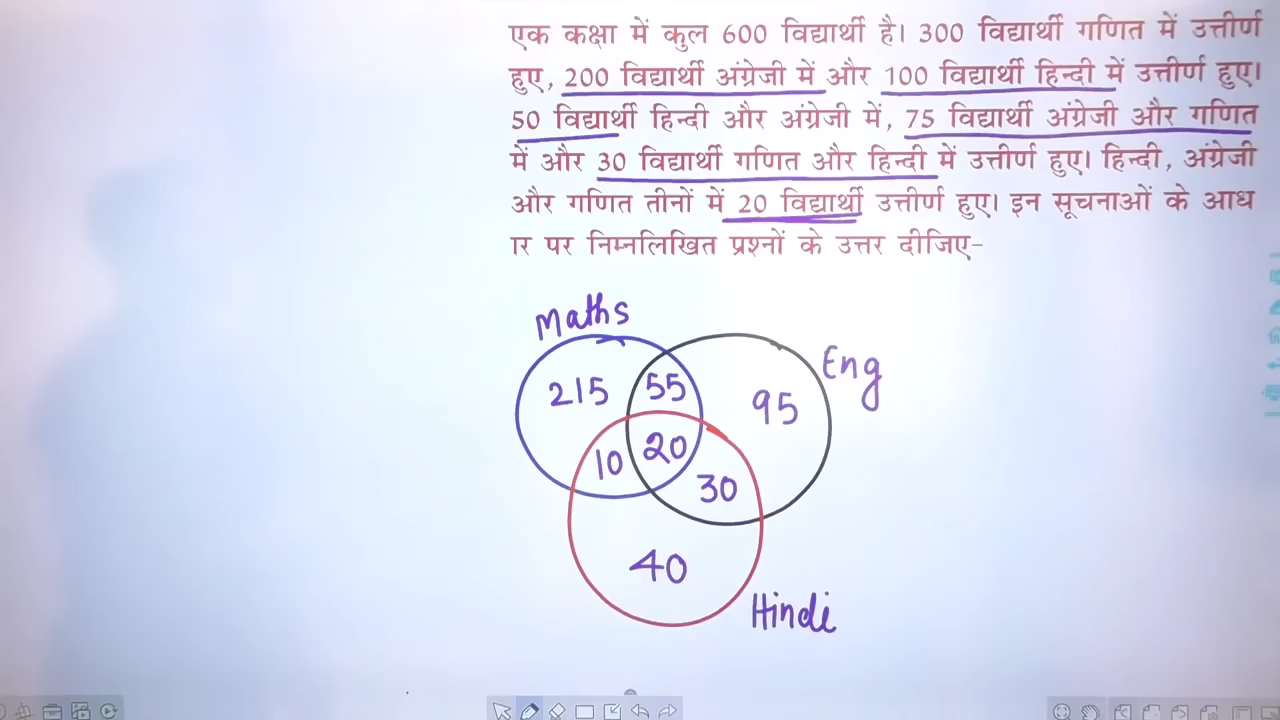 एक कक्षा में कुल 600 विद्यार्थी है। 300 विद्यार्थी गणित में उत्तीर्ण
हुए, 200 विद्यार्थी अंग्रेजी में और 100 विद्यार्थी हिन्दी में उत्तीर्ण हुए।
50 विद्यार्थी हिन्दी और अंग्रेजी में, 75 विद्यार्थी अंग्रेजी और गणित
में और 30 विद्यार्थी गणित और हिन्दी में उत्तीर्ण हुए। हिन्दी, अंग्रेजी
और गणित तीनों में 20 विद्यार्थी उत्तीर्ण हुए। इन सूचनाओं के आध
ार पर निम्नलिखित प्रश्नों के उत्तर दीजिए-
Maths
Eng
215 55 95
10 20 30
40
Hindi